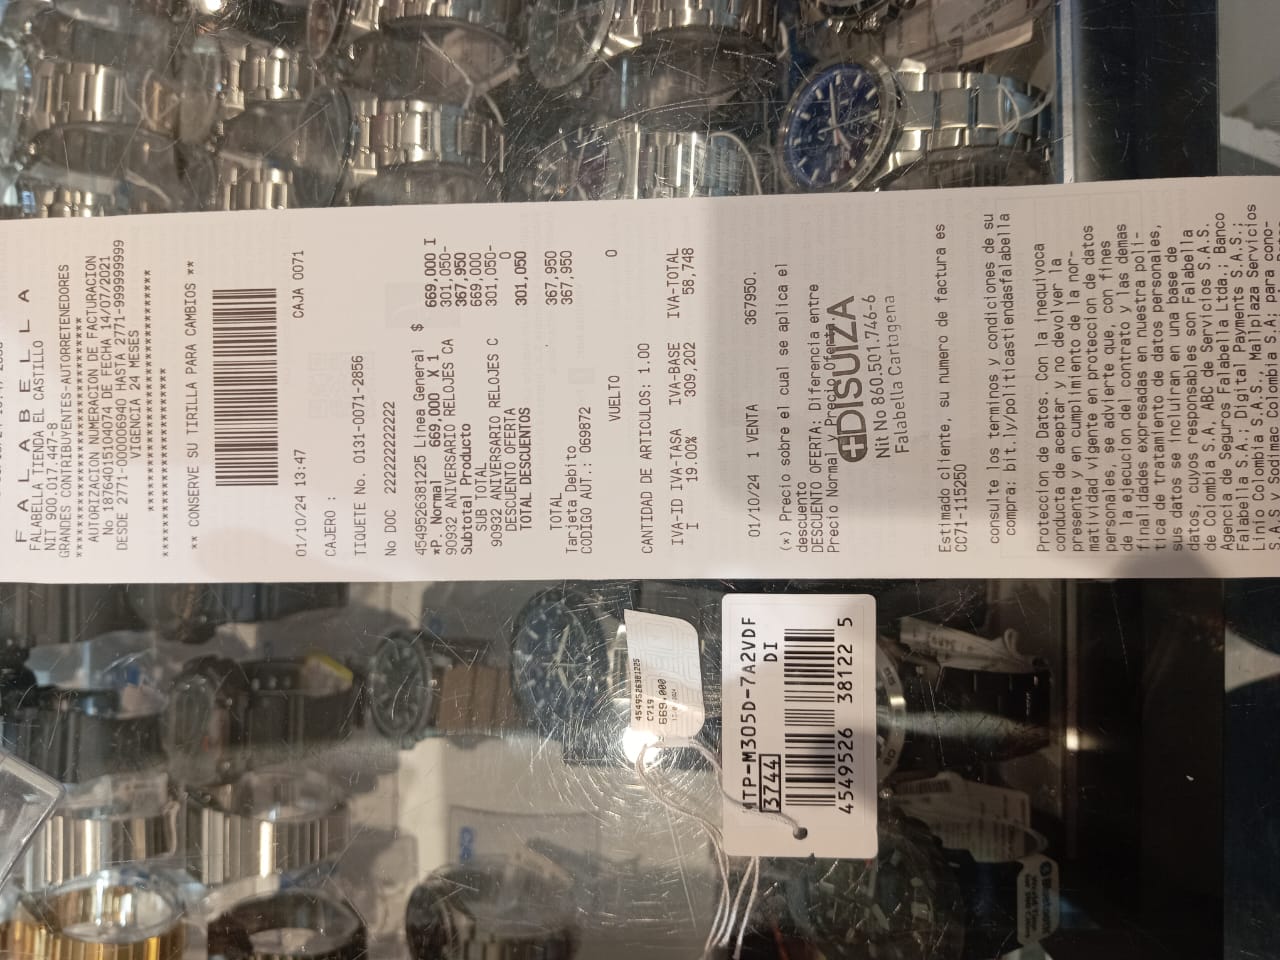 F A L A B E L L A
FALABELLA TIENDA EL CASTILLO
NIT 900.017.447-8
GRANDES CONTRIBUYENTES-AUTORRETENEDORES
AUTORIZACION NUMERACION DE FACTURACION
No 18764015104074 DE FECHA 14/07/2021
DESDE 2771-000006940 HASTA 2771-999999999
VIGENCIA 24 MESES
** CONSERVE SU TIRILLA PARA CAMBIOS **
01/10/24 13:47 CAJA 0071
CAJERO :
TIQUETE No. 0131-0071-2856
No DOC 222222222222
4549526381225 Linea General $ 669,000 I
*P. Normal 669,000 X 1 301,050-
90932 ANIVERSARIO RELOJES CA 367,950
Subtotal Producto 669,000
SUB TOTAL 301,050-
90932 ANIVERSARIO RELOJES C 0
DESCUENTO OFERTA 301,050
TOTAL DESCUENTOS
TOTAL 367,950
Tarjeta Debito 367,950
CODIGO AUT.: 069872
VUELTO 0
CANTIDAD DE ARTICULOS: 1.00
IVA-ID IVA-TASA IVA-BASE IVA-TOTAL
I 19.00% 309,202 58,748
01/10/24 1 VENTA 367950.
(*) Precio sobre el cual se aplica el
descuento
DESCUENTO OFERTA: Diferencia entre
Precio Normal y Precio Oferta.
DISUIZA
Nit No 860.501.746-6
Falabella Cartagena
Estimado cliente, su numero de factura es
CC71-115250
consulte los terminos y condiciones de su
compra: bit.ly/politicastiendasfalabella
Proteccion de Datos. Con la inequivoca
conducta de aceptar y no devolver la
presente y en cumplimiento de la nor-
matividad vigente en proteccion de datos
personales, se advierte que, con fines
de la ejecucion del contrato y las demas
finalidades expresadas en nuestra poli-
tica de tratamiento de datos personales,
sus datos se incluiran en una base de
datos, cuyos responsables son Falabella
de Colombia S.A, ABC de Servicios S.A.S.
Agencia de Seguros Falabella Ltda.; Banco
Falabella S.A.; Digital Payments S.A.S.;
Linio Colombia S.A.S., Mallplaza Servicios
S.A.S y Sodimac Colombia S.A; para cono-
4549526381225
C719
669,000
MTP-M305D-7A2VDF
DI
3744
4549526 38122 5